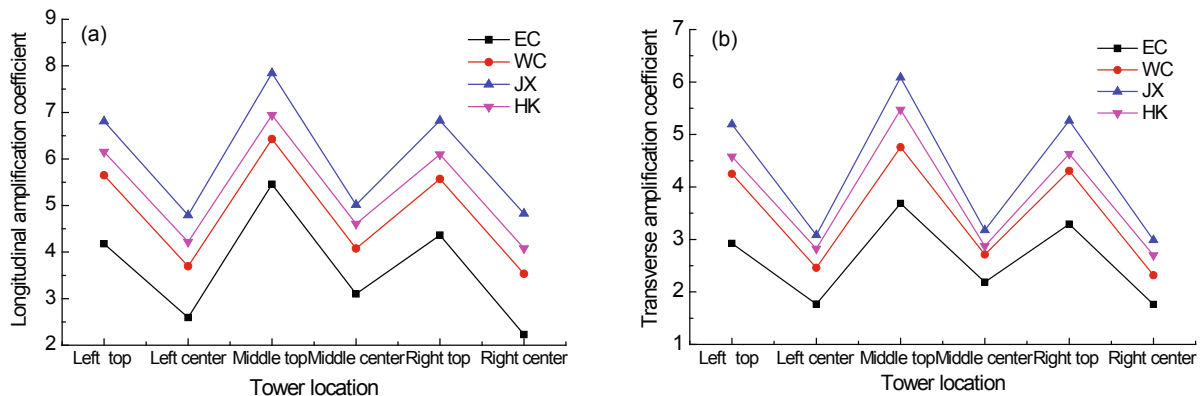 (a)
EC
WC
JX
HK
Longitudinal amplification coefficient
9
8
7
6
5
4
3
2
Left top Left center Middle top Middle center Right top Right center
Tower location
(b)
EC
WC
JX
HK
Transverse amplification coefficient
7
6
5
4
3
2
1
Left top Left center Middle top Middle center Right top Right center
Tower location